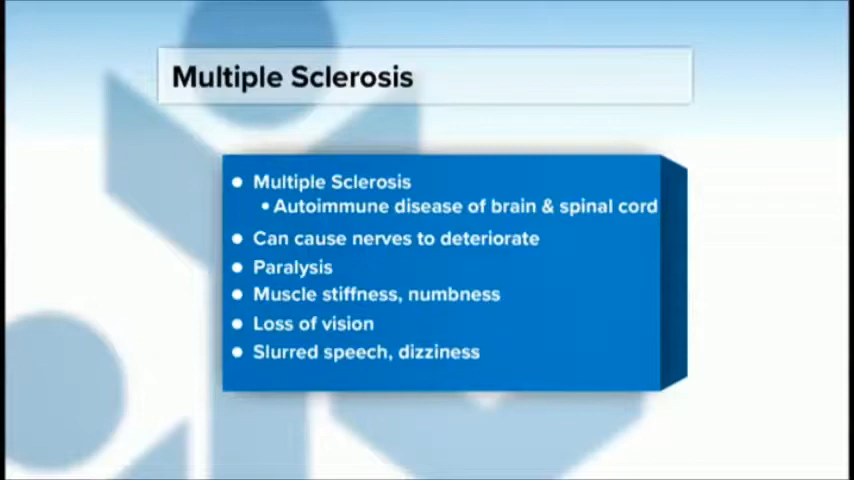 Multiple Sclerosis
• Multiple Sclerosis
• Autoimmune disease of brain & spinal cord
• Can cause nerves to deteriorate
• Paralysis
• Muscle stiffness, numbness
• Loss of vision
• Slurred speech, dizziness